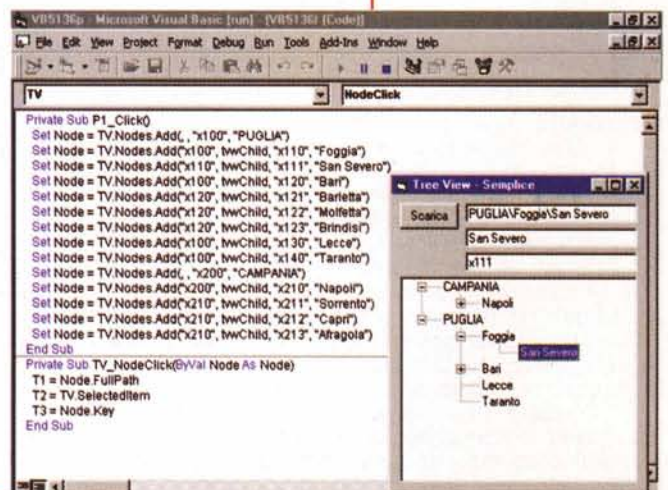 VB5136p - Microsoft Visual Basic [run] - [VB5136f (Code)]
File Edit View Project Format Debug Run Tools Add-Ins Window Help
TV NodeClick
Private Sub P1_Click()
Set Node = TV.Nodes.Add(, , "x100", "PUGLIA")
Set Node = TV.Nodes.Add("x100", tvwChild, "x110", "Foggia")
Set Node = TV.Nodes.Add("x110", tvwChild, "x111", "San Severo")
Set Node = TV.Nodes.Add("x100", tvwChild, "x120", "Bari")
Set Node = TV.Nodes.Add("x120", tvwChild, "x121", "Barletta")
Set Node = TV.Nodes.Add("x120", tvwChild, "x122", "Molfetta")
Set Node = TV.Nodes.Add("x120", tvwChild, "x123", "Brindisi")
Set Node = TV.Nodes.Add("x100", tvwChild, "x130", "Lecce")
Set Node = TV.Nodes.Add("x100", tvwChild, "x140", "Taranto")
Set Node = TV.Nodes.Add(, , "x200", "CAMPANIA")
Set Node = TV.Nodes.Add("x200", tvwChild, "x210", "Napoli")
Set Node = TV.Nodes.Add("x210", tvwChild, "x211", "Sorrento")
Set Node = TV.Nodes.Add("x210", tvwChild, "x212", "Capri")
Set Node = TV.Nodes.Add("x210", tvwChild, "x213", "Afragola")
End Sub
Private Sub TV_NodeClick(ByVal Node As Node)
T1 = Node.FullPath
T2 = TV.SelectedItem
T3 = Node.Key
End Sub
Tree View - Semplice
Scarica PUGLIA\Foggia\San Severo
San Severo
x111
CAMPANIA
Napoli
PUGLIA
Foggia
San Severo
Bari
Lecce
Taranto